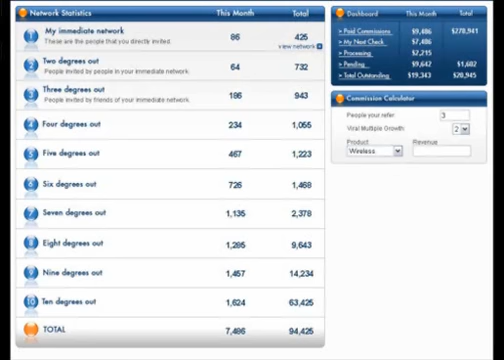 Network Statistics This Month Total
1 My immediate network 86 425
These are the people that you directly invited. view network
2 Two degrees out 64 732
People invited by people in your immediate network.
3 Three degrees out 186 943
People invited by friends of your immediate network.
4 Four degrees out 234 1,055
5 Five degrees out 467 1,223
6 Six degrees out 726 1,468
7 Seven degrees out 1,135 2,378
8 Eight degrees out 1,285 9,643
9 Nine degrees out 1,457 14,234
10 Ten degrees out 1,624 63,425
TOTAL 7,486 94,425
Dashboard This Month Total
> Paid Commissions $9,486 $278,941
> My Next Check $7,486
> Processing $2,215
> Pending $9,642 $1,602
> Total Outstanding $19,343 $20,945
Commission Calculator
People your refer: 3
Viral Multiple Growth: 2
Product Revenue
Wireless